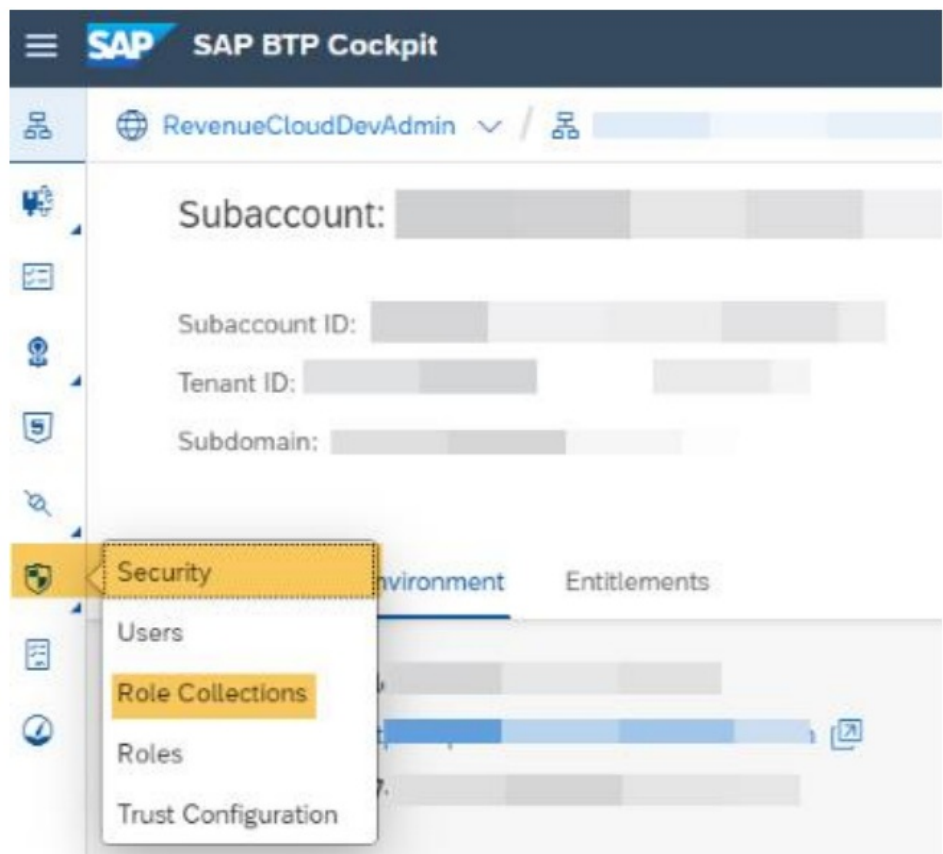 SAP SAP BTP Cockpit
RevenueCloudDevAdmin /
Subaccount:
Subaccount ID:
Tenant ID:
Subdomain:
Security
nvironment Entitlements
Users
Role Collections
Roles
Trust Configuration